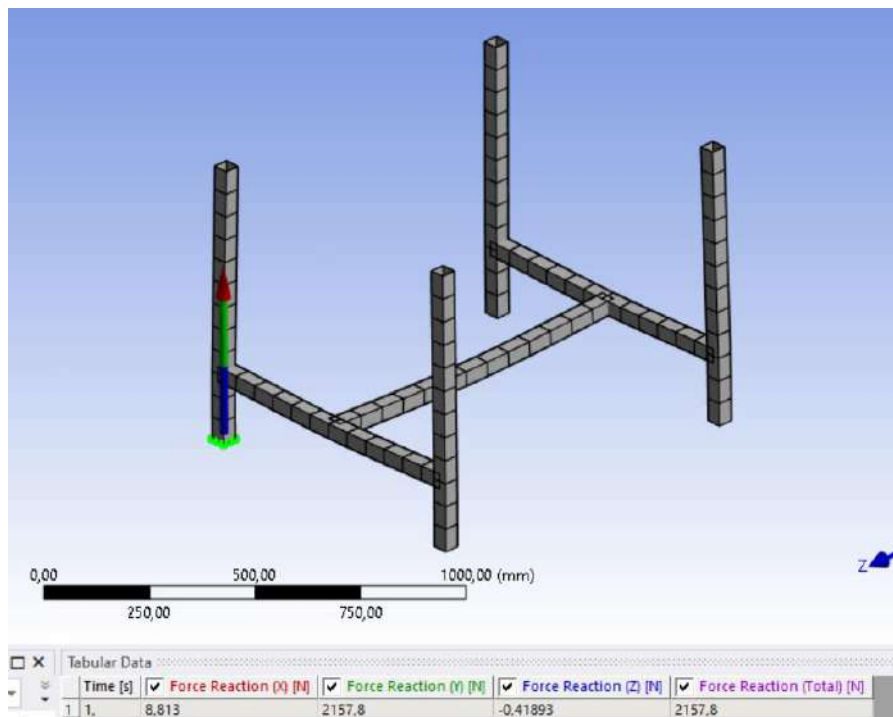 Z
0,00 500,00 1000,00 (mm)
250,00 750,00
Tabular Data
Time [s] Force Reaction (X) [N] Force Reaction (Y) [N] Force Reaction (Z) [N] Force Reaction (Total) [N]
1 1, 8,813 2157,8 -0,41893 2157,8